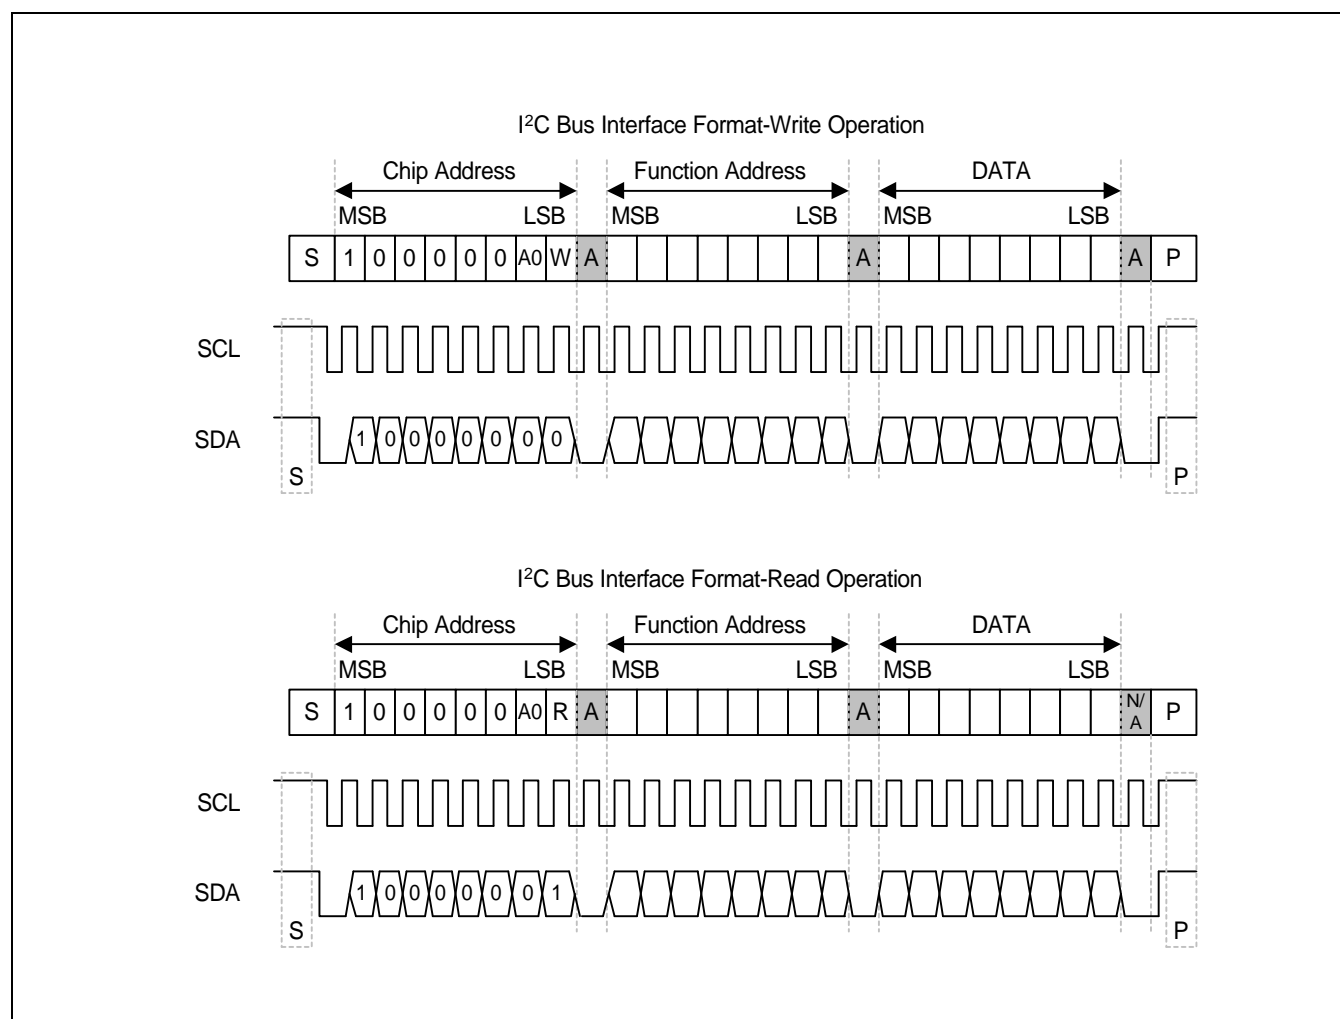 I²C Bus Interface Format-Write Operation
Chip Address Function Address DATA
MSB LSB MSB LSB MSB LSB
S 1 0 0 0 0 0 A0 W A A A P
SCL
SDA 1 0 0 0 0 0 0 0
S P
I²C Bus Interface Format-Read Operation
Chip Address Function Address DATA
MSB LSB MSB LSB MSB LSB
S 1 0 0 0 0 0 A0 R A A N/A P
SCL
SDA 1 0 0 0 0 0 0 1
S P